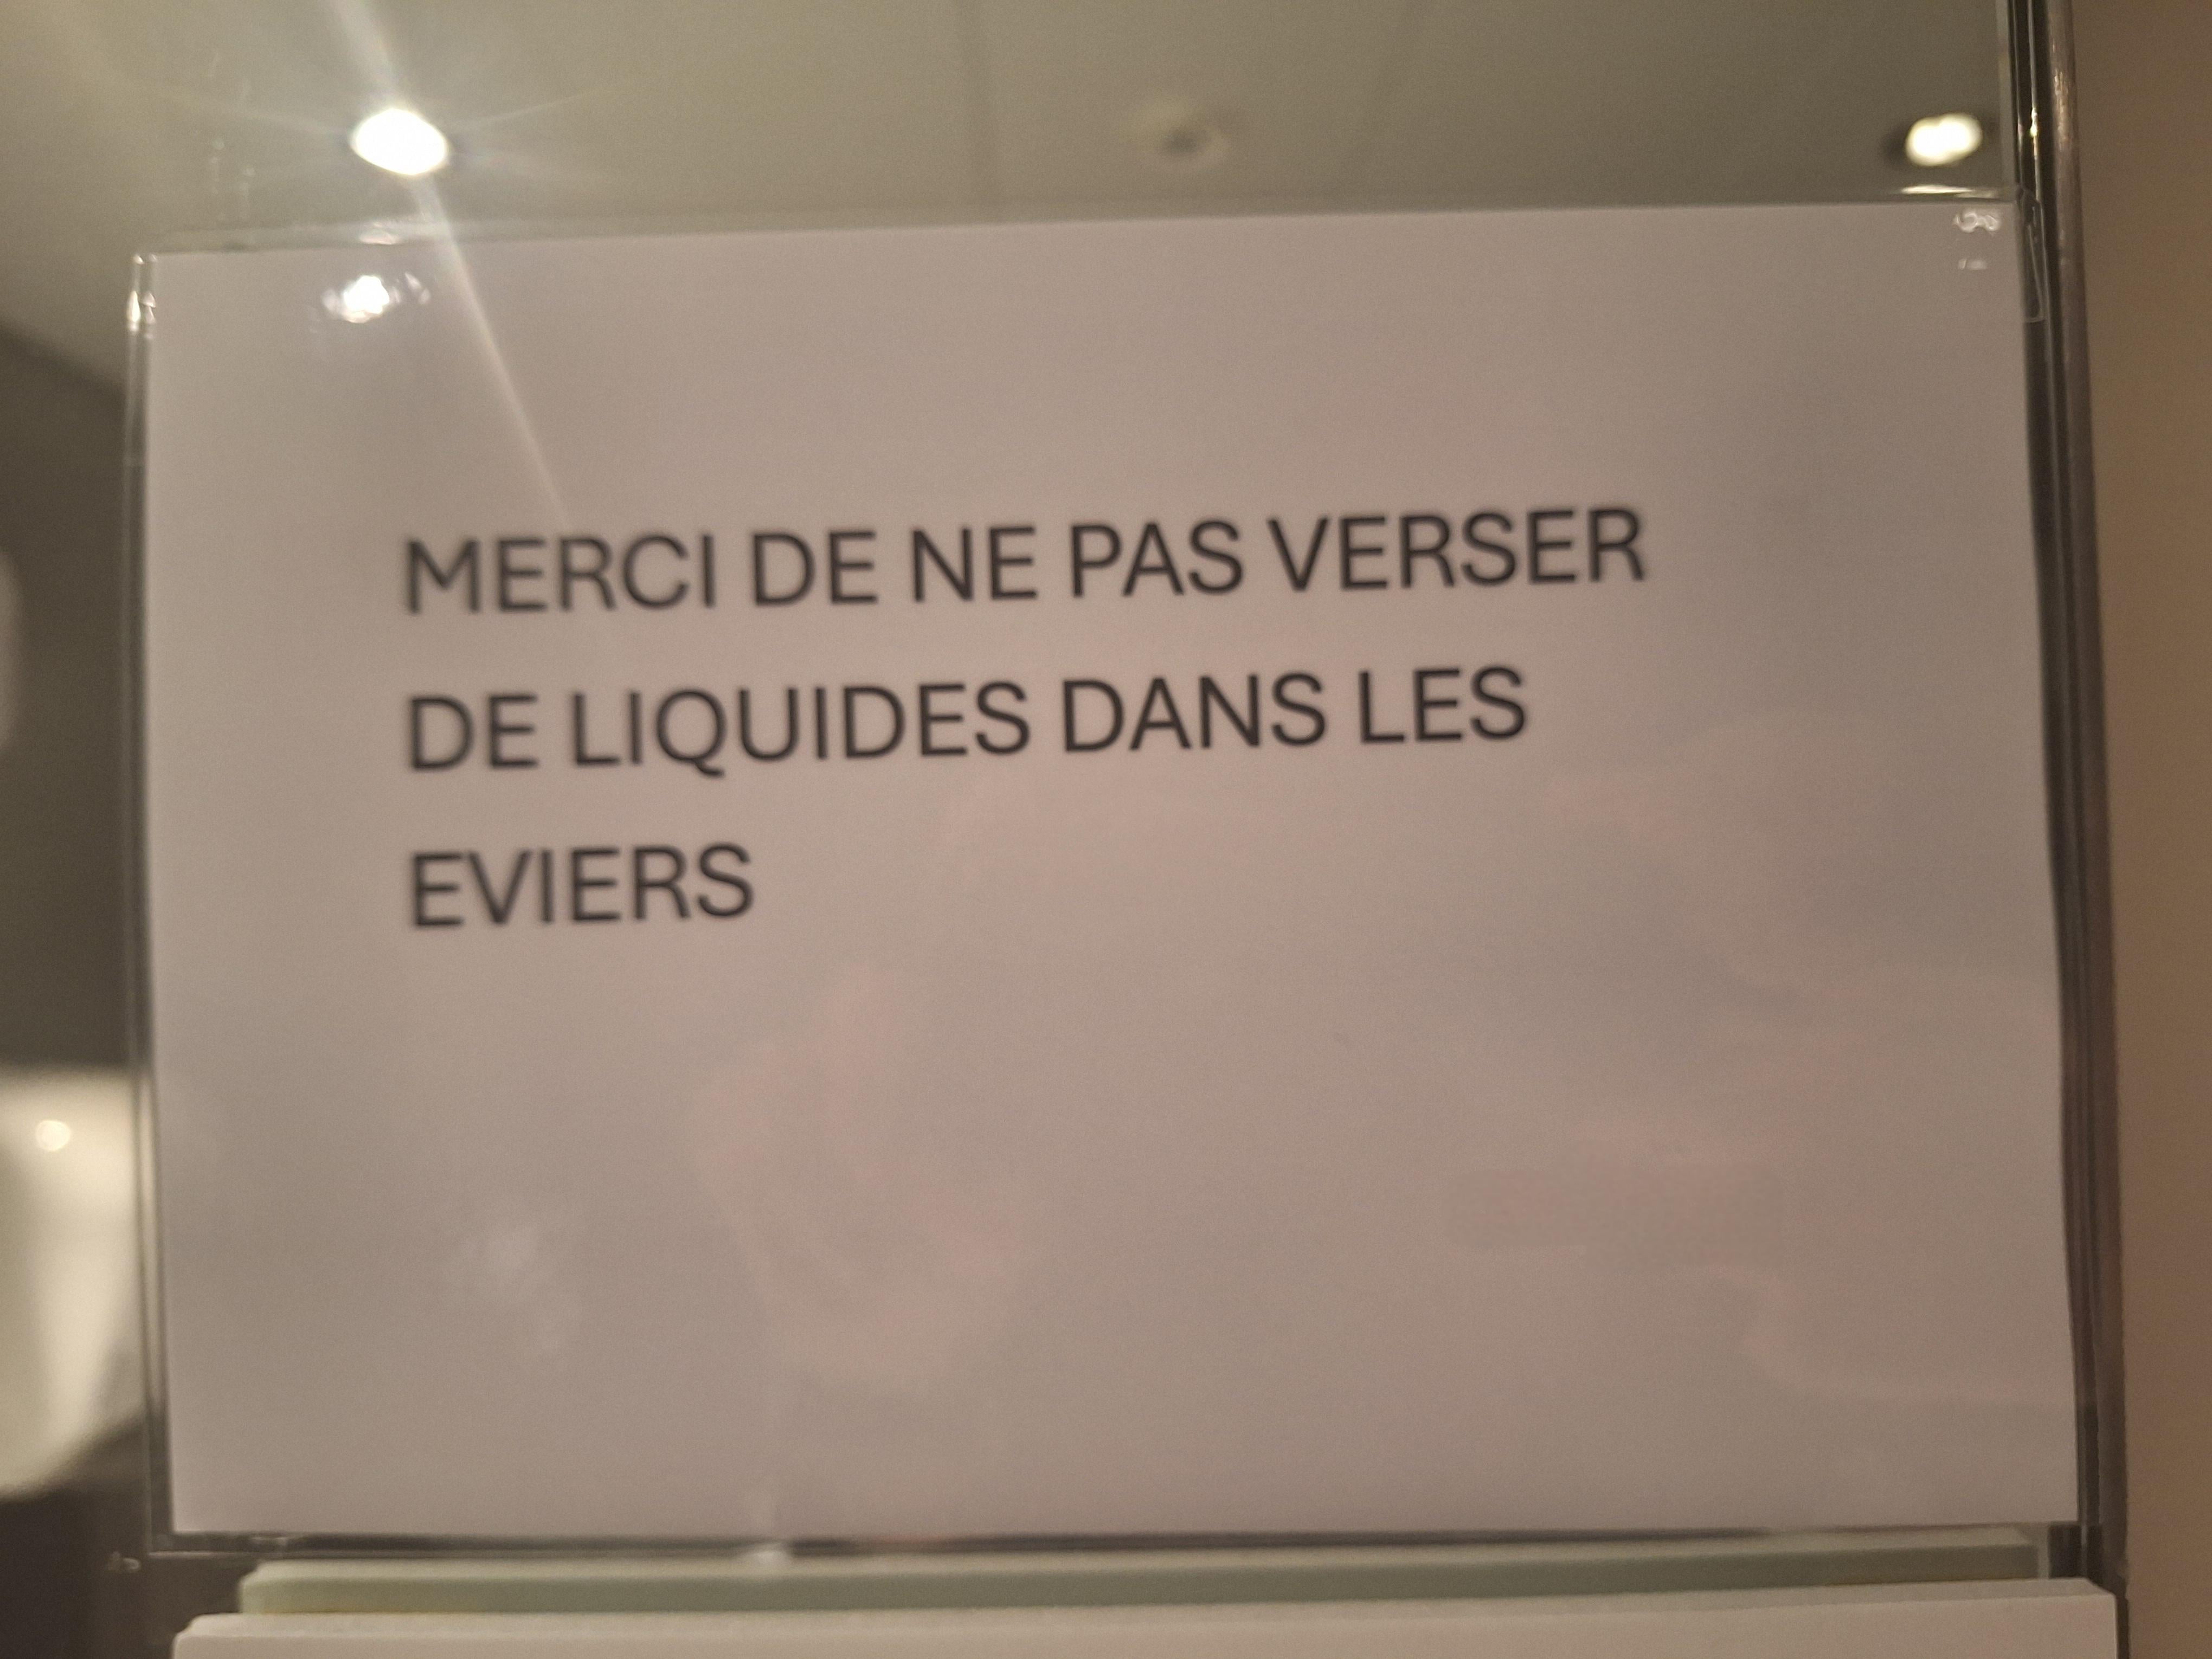 MERCI DE NE PAS VERSER
DE LIQUIDES DANS LES
EVIERS